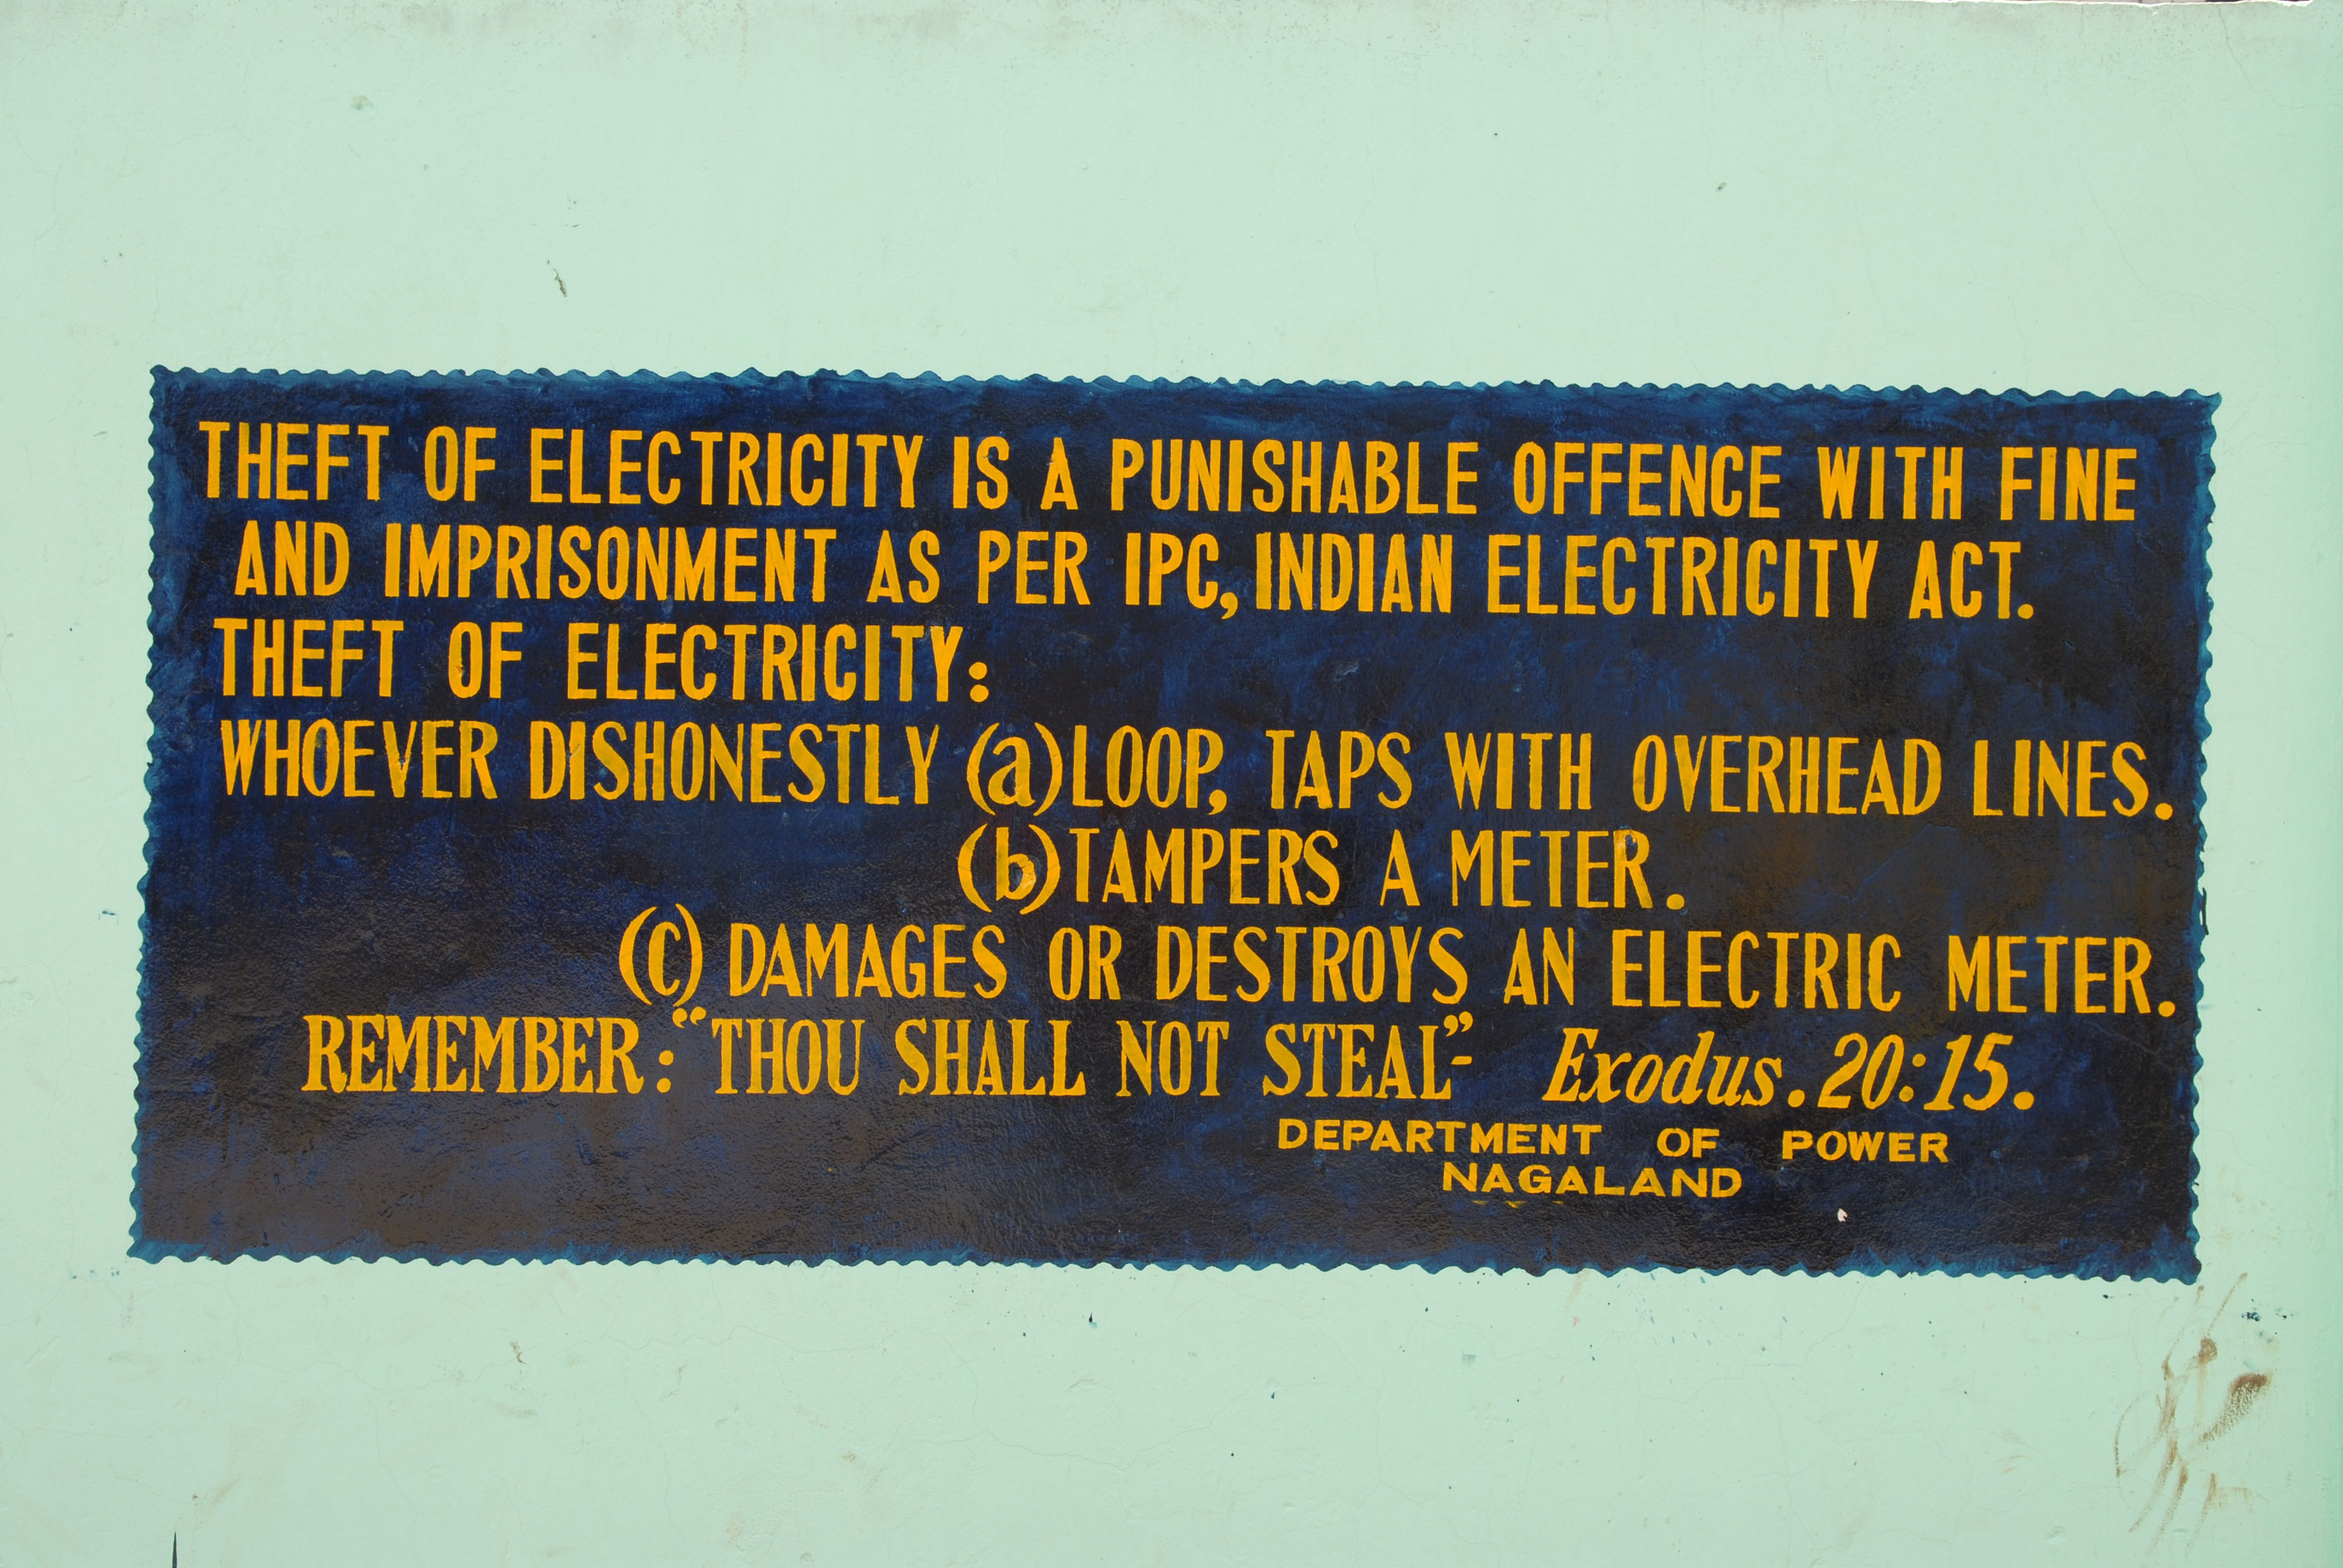 THEFT OF ELECTRICITY IS A PUNISHABLE OFFENCE WITH FINE
AND IMPRISONMENT AS PER IPC, INDIAN ELECTRICITY ACT.
THEFT OF ELECTRICITY:
WHOEVER DISHONESTLY (a) LOOP, TAPS WITH OVERHEAD LINES.
(b) TAMPERS A METER.
(C) DAMAGES OR DESTROYS AN ELECTRIC METER.
REMEMBER: “THOU SHALL NOT STEAL”- Exodus. 20:15.
DEPARTMENT OF POWER
NAGALAND